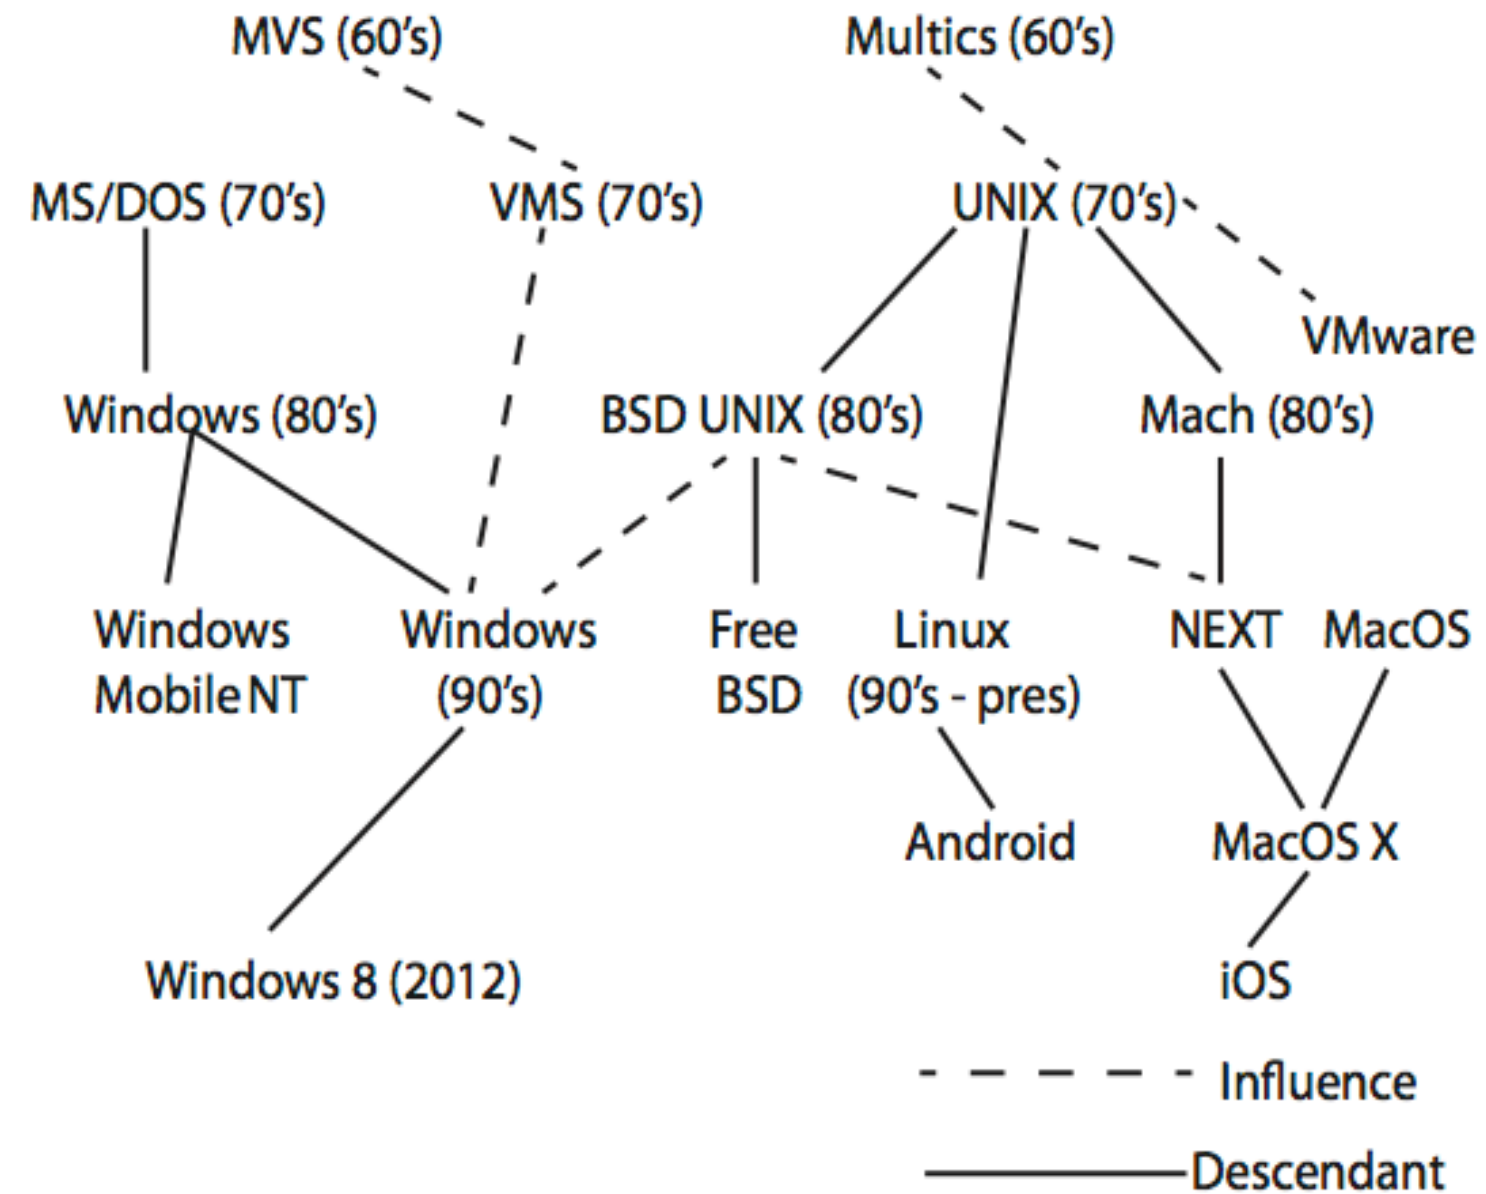 MVS (60's)
Multics (60's)
MS/DOS (70's)
VMS (70's)
UNIX (70's)
VMware
Windows (80's)
BSD UNIX (80's)
Mach (80's)
Windows
Mobile NT
Windows
(90's)
Free
BSD
Linux
(90's - pres)
NEXT
MacOS
Android
MacOS X
Windows 8 (2012)
iOS
Influence
Descendant